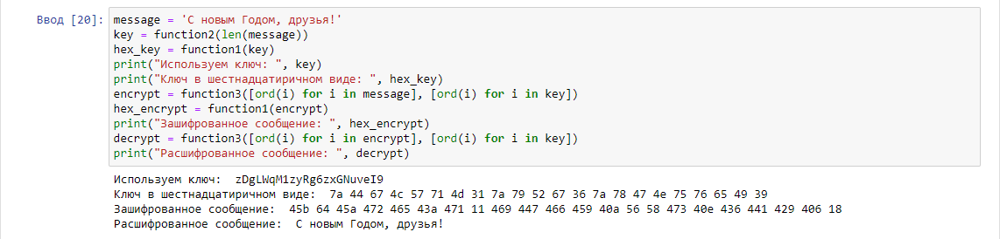 Ввод [20]: message = 'С новым Годом, друзья!'
key = function2(len(message))
hex_key = function1(key)
print("Используем ключ: ", key)
print("Ключ в шестнадцатиричном виде: ", hex_key)
encrypt = function3([ord(i) for i in message], [ord(i) for i in key])
hex_encrypt = function1(encrypt)
print("Зашифрованное сообщение: ", hex_encrypt)
decrypt = function3([ord(i) for i in encrypt], [ord(i) for i in key])
print("Расшифрованное сообщение: ", decrypt)
Используем ключ:  zDgLWqM1zyRg6zxGNuveI9
Ключ в шестнадцатиричном виде:  7a 44 67 4c 57 71 4d 31 7a 79 52 67 36 7a 78 47 4e 75 76 65 49 39
Зашифрованное сообщение:  45b 64 45a 472 465 43a 471 11 469 447 466 459 40a 56 58 473 40e 436 441 429 406 18
Расшифрованное сообщение:  С новым Годом, друзья!